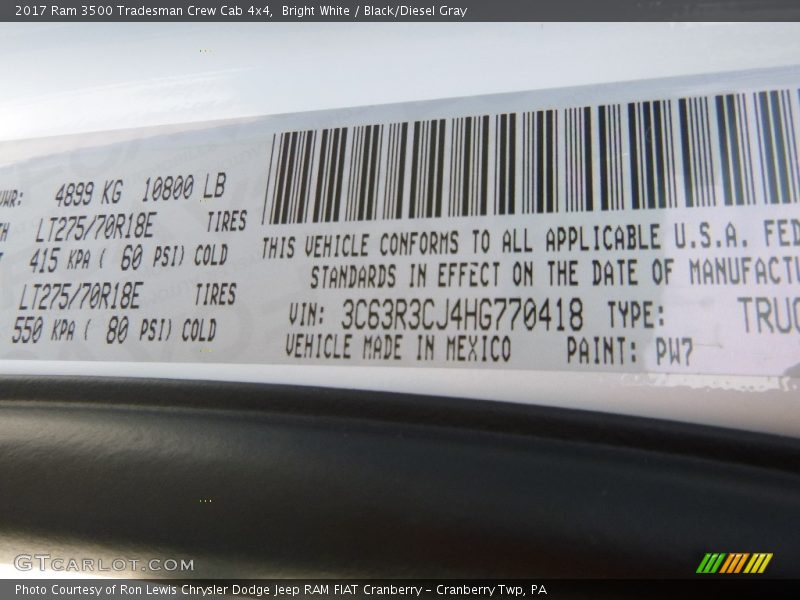 2017 Ram 3500 Tradesman Crew Cab 4x4,  Bright White / Black/Diesel Gray
4899 KG 10800 LB
LT275/70R18E TIRES
415 KPA ( 60 PSI) COLD
LT275/70R18E TIRES
550 KPA ( 80 PSI) COLD
THIS VEHICLE CONFORMS TO ALL APPLICABLE U.S.A. FED
STANDARDS IN EFFECT ON THE DATE OF MANUFACTU
VIN: 3C63R3CJ4HG770418 TYPE: TRUC
VEHICLE MADE IN MEXICO PAINT: PW7
GTCARLOT.COM
Photo Courtesy of Ron Lewis Chrysler Dodge Jeep RAM FIAT Cranberry - Cranberry Twp, PA